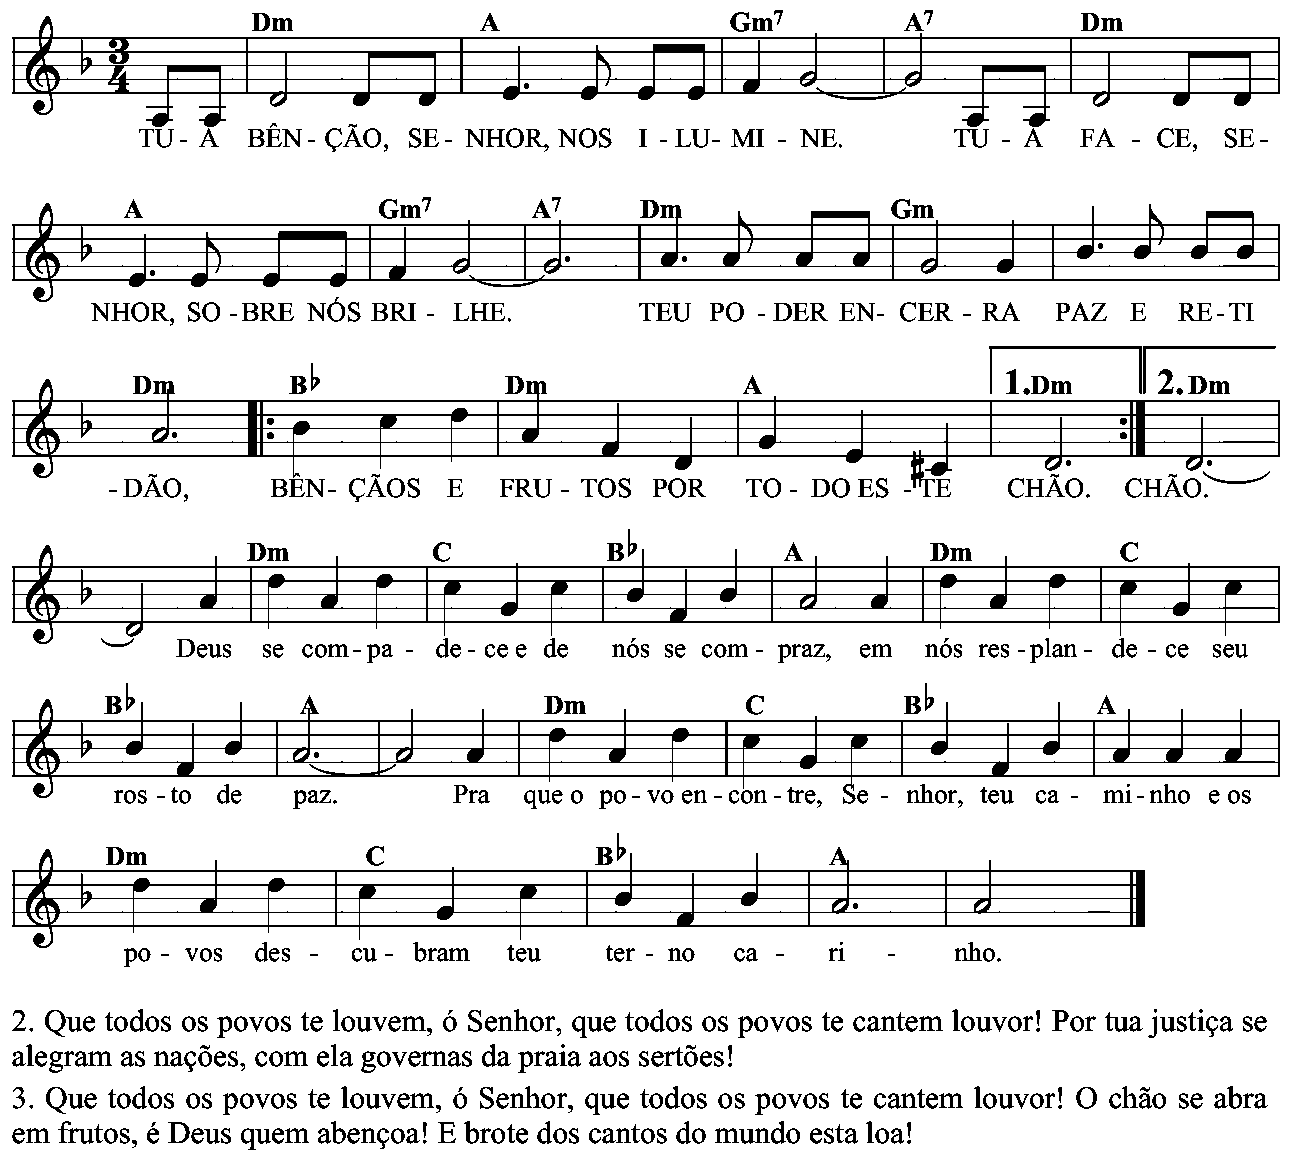 Dm A Gm7 A7 Dm
3/4
TU - A BÊN - ÇÃO, SE - NHOR, NOS I - LU - MI - NE. TU - A FA - CE, SE -
A Gm7 A7 Dm Gm
NHOR, SO - BRE NÓS BRI - LHE. TEU PO - DER EN - CER - RA PAZ E RE - TI
Dm B♭ Dm A 1.Dm 2. Dm
- DÃO, BÊN - ÇÃOS E FRU - TOS POR TO - DO ES - TE CHÃO. CHÃO.
Dm C B♭ A Dm C
Deus se com - pa - de - ce e de nós se com - praz, em nós res - plan - de - ce seu
B♭ A Dm C B♭ A
ros - to de paz. Pra que o po - vo en - con - tre, Se - nhor, teu ca - mi - nho e os
Dm C B♭ A
po - vos des - cu - bram teu ter - no ca - ri - nho.
2. Que todos os povos te louvem, ó Senhor, que todos os povos te cantem louvor! Por tua justiça se
alegram as nações, com ela governas da praia aos sertões!
3. Que todos os povos te louvem, ó Senhor, que todos os povos te cantem louvor! O chão se abra
em frutos, é Deus quem abençoa! E brote dos cantos do mundo esta loa!